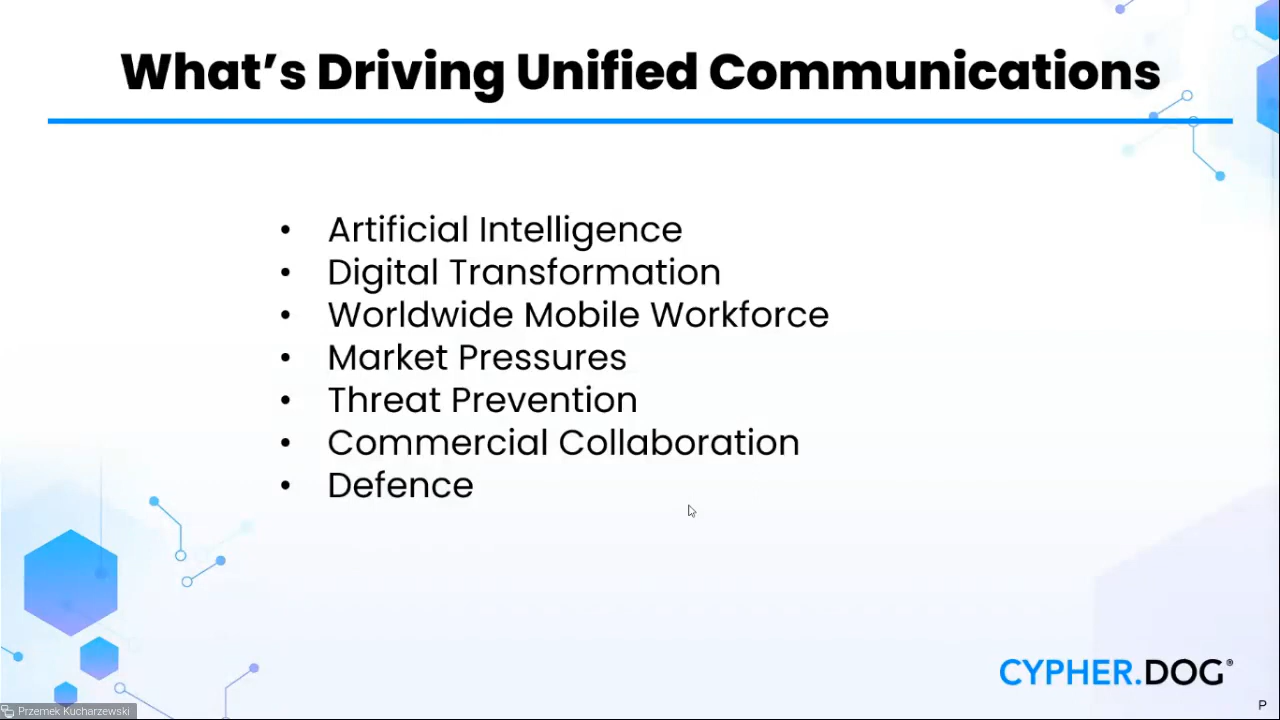 What’s Driving Unified Communications
• Artificial Intelligence
• Digital Transformation
• Worldwide Mobile Workforce
• Market Pressures
• Threat Prevention
• Commercial Collaboration
• Defence
CYPHER.DOG®
Przemek Kucharzewski
P